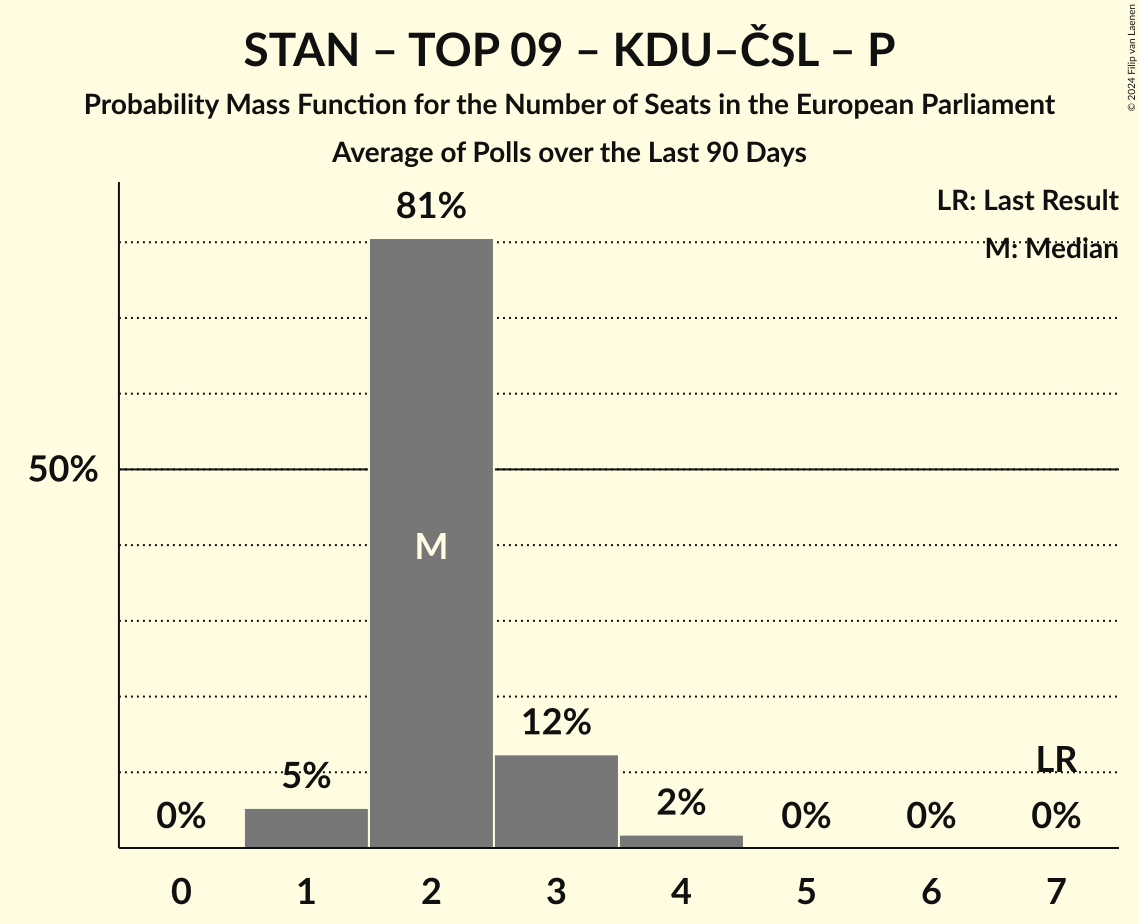 STAN – TOP 09 – KDU–ČSL – P
Probability Mass Function for the Number of Seats in the European Parliament
Average of Polls over the Last 90 Days
© 2024 Filip van Laenen
LR: Last Result
M: Median
81%
50%
M
12%
5%
LR
0%
2%
0%
0%
0%
0 1 2 3 4 5 6 7